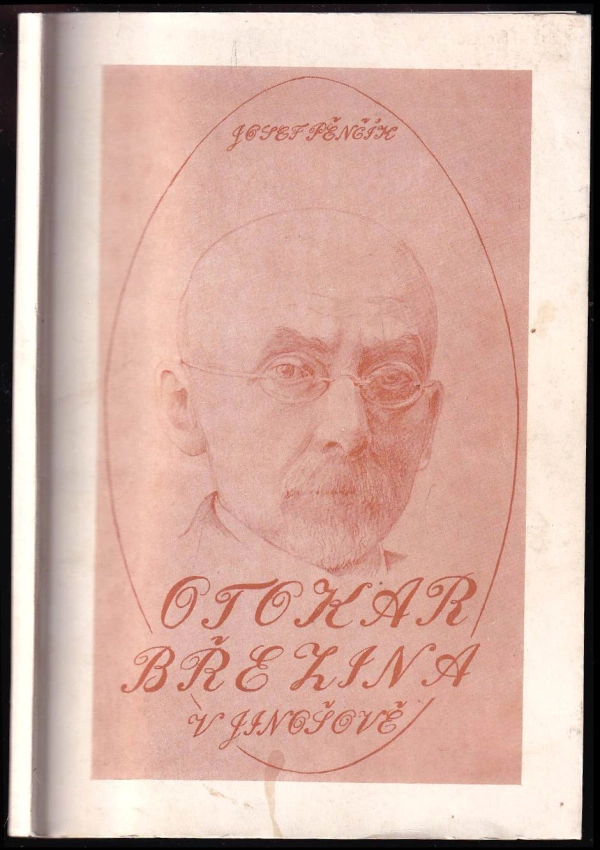 JOSEF PĚNČÍK
OTOKAR
BŘEZINA
V JINOŠOVĚ